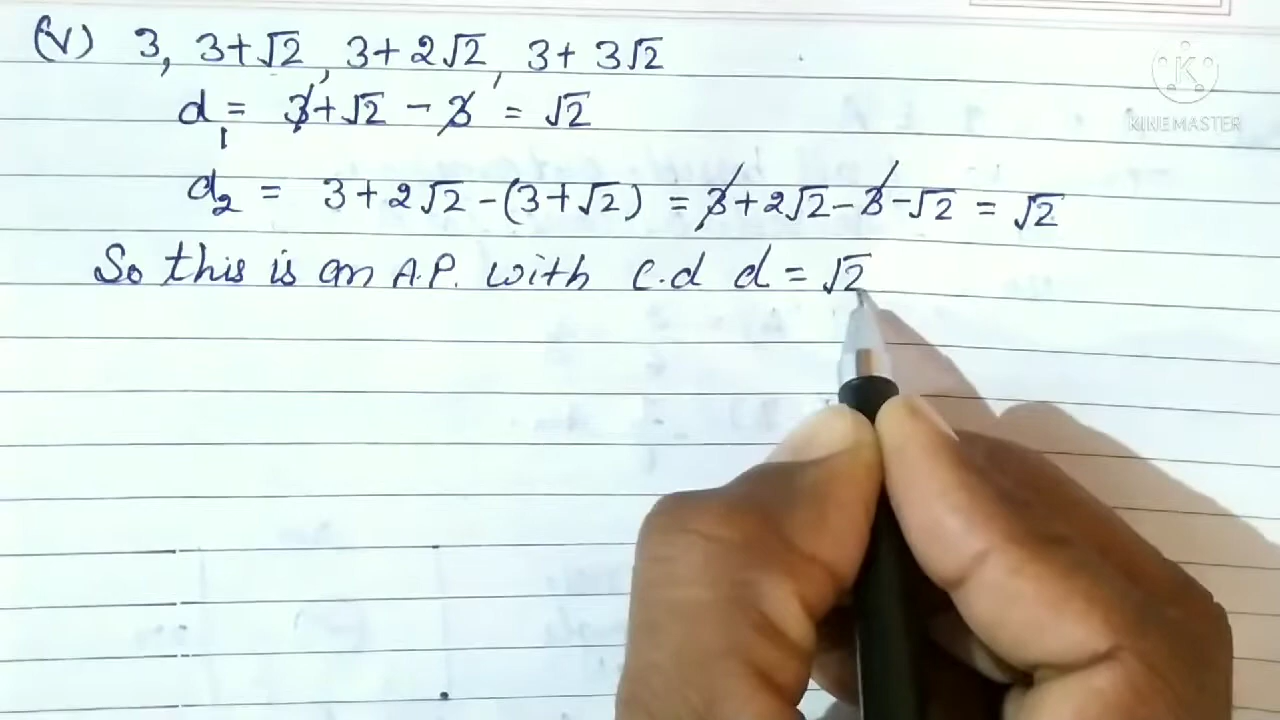 (v) 3, 3+√2, 3+2√2, 3+3√2
d₁ = 3+√2 - 3 = √2
d₂ = 3+2√2-(3+√2) = 3+2√2-3-√2 = √2
So this is an A.P. with C.d d = √2
K
KINEMASTER